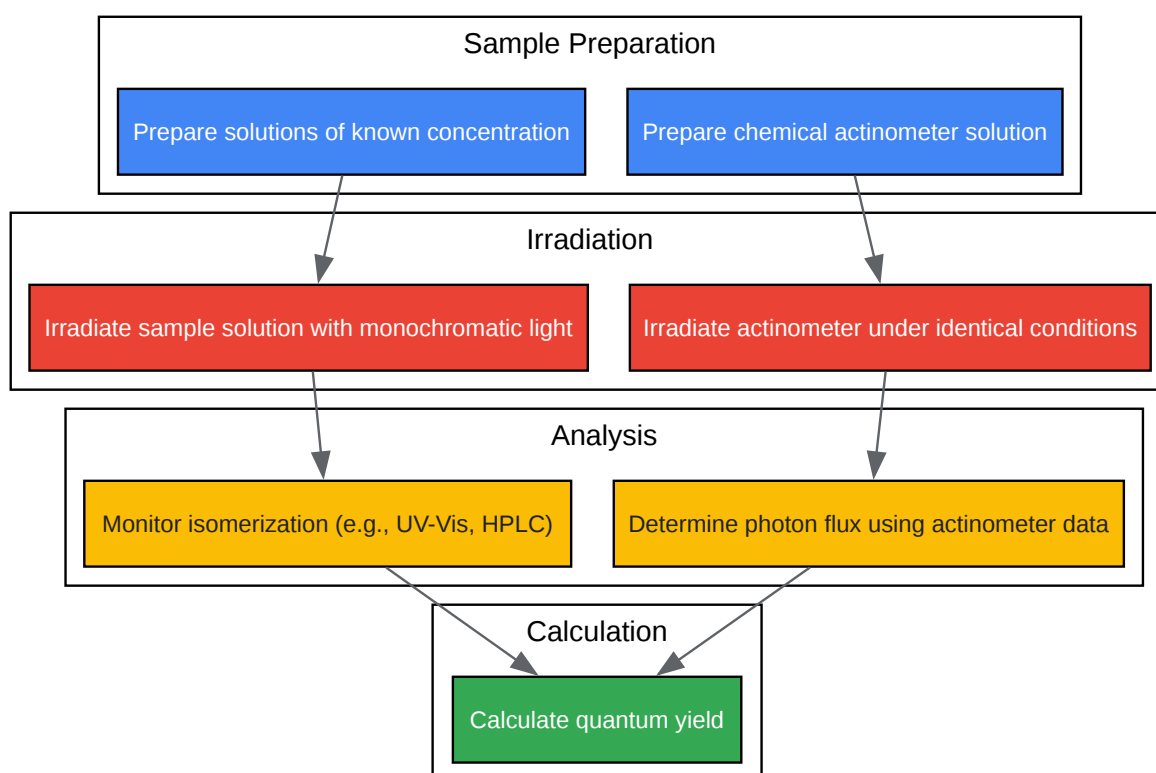 Sample Preparation
Prepare solutions of known concentration
Prepare chemical actinometer solution
Irradiation
Irradiate sample solution with monochromatic light
Irradiate actinometer under identical conditions
Analysis
Monitor isomerization (e.g., UV-Vis, HPLC)
Determine photon flux using actinometer data
Calculation
Calculate quantum yield